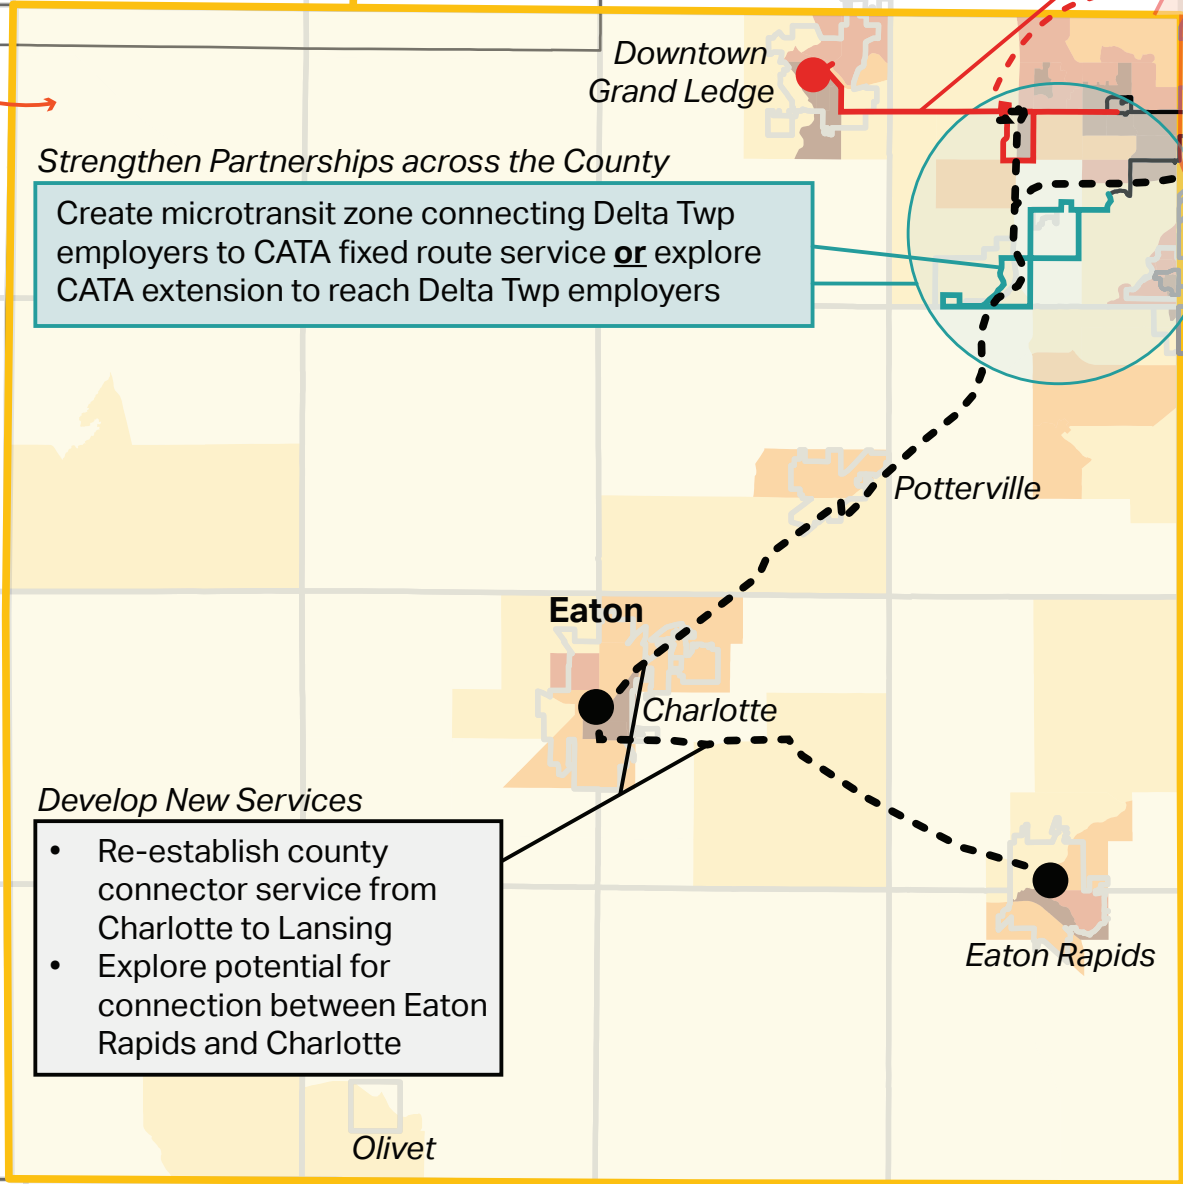 Downtown
Grand Ledge
Strengthen Partnerships across the County
Create microtransit zone connecting Delta Twp
employers to CATA fixed route service or explore
CATA extension to reach Delta Twp employers
Potterville
Eaton
Charlotte
Develop New Services
• Re-establish county
connector service from
Charlotte to Lansing
• Explore potential for
connection between Eaton
Rapids and Charlotte
Eaton Rapids
Olivet